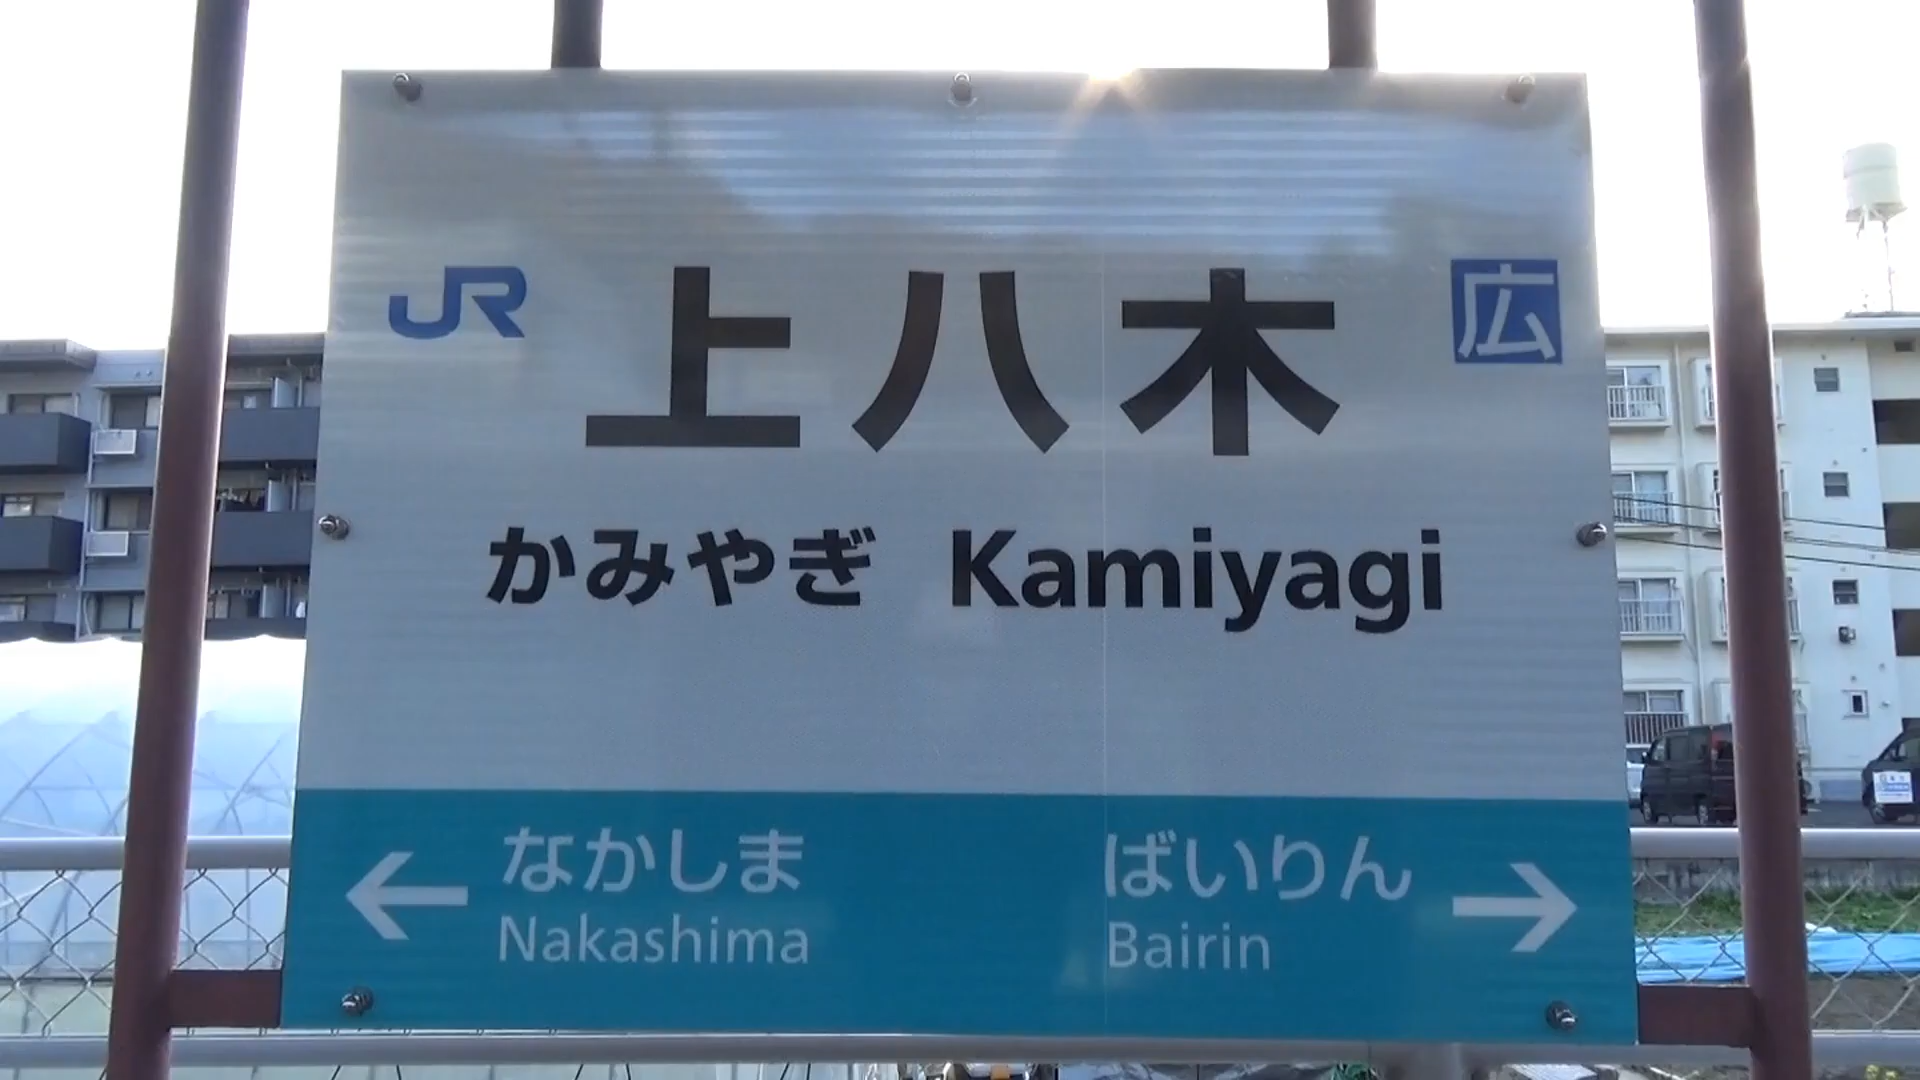 JR 上八木 広
かみやぎ Kamiyagi
← なかしま ばいりん →
Nakashima Bairin